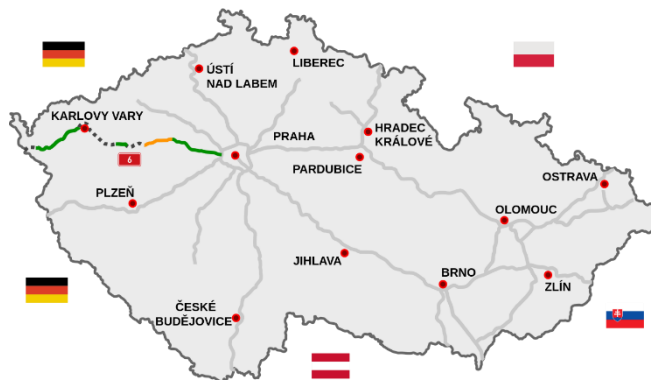 LIBEREC
ÚSTÍ
NAD LABEM
KARLOVY VARY
HRADEC
KRÁLOVÉ
PRAHA
6
PARDUBICE
OSTRAVA
PLZEŇ
OLOMOUC
JIHLAVA
BRNO
ZLÍN
ČESKÉ
BUDĚJOVICE